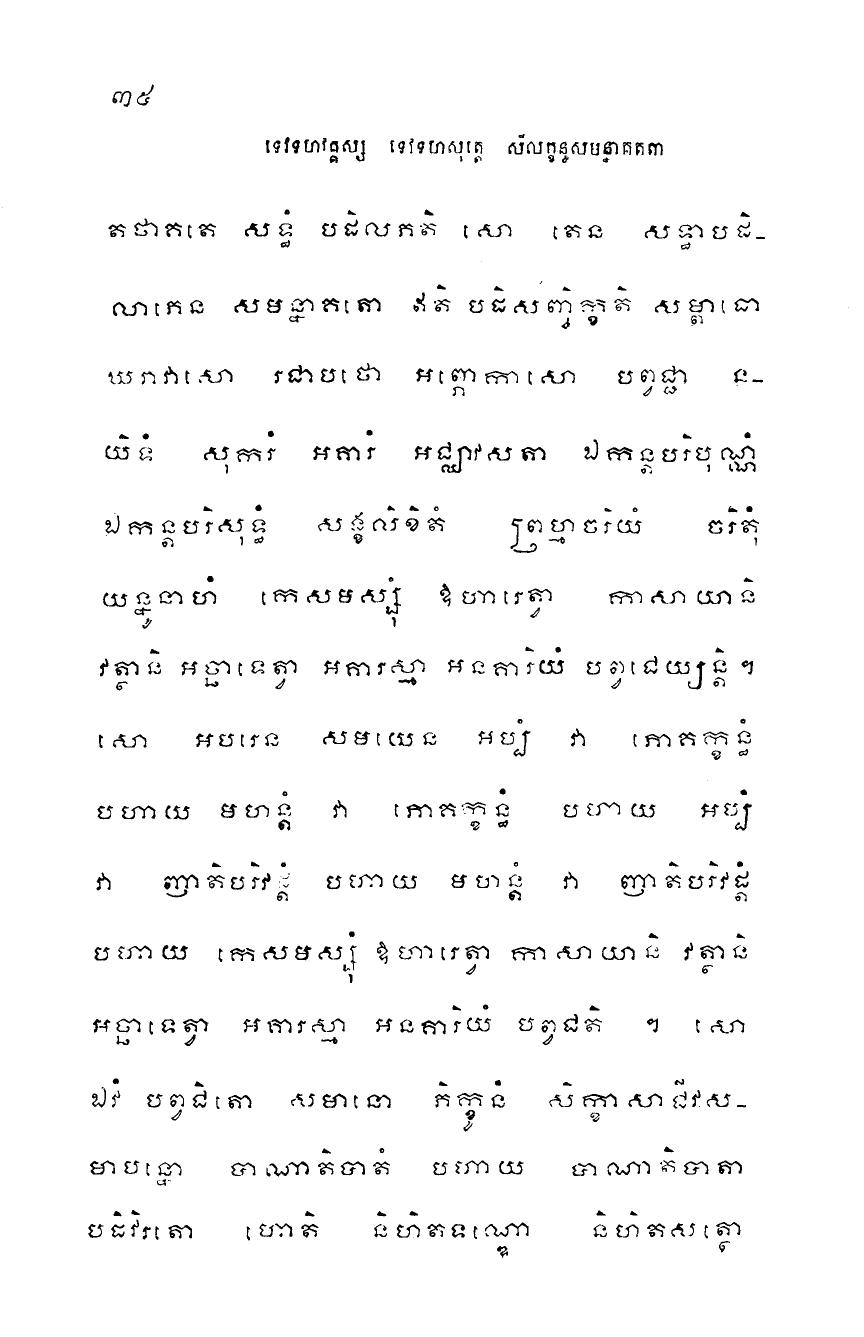 ៣៥
ទេវទហវគ្គស្ស ទេវទហសុត្តេ សីលក្ខន្ធសមន្នាគតតា
តថាគតេ សទ្ធំ បដិលភតិ សោ តេន សទ្ធាបដិ-
លាភេន សមន្នាគតោ ឥតិ បដិសញ្ចិក្ខតិ សម្ពាធោ
ឃរាវាសោ រជាបថោ អព្ភោកាសោ បព្វជ្ជា ន-
យិទំ សុករំ អគារំ អជ្ឈាវសតា ឯកន្តបរិបុណ្ណំ
ឯកន្តបរិសុទ្ធំ សង្ខលិខិតំ ព្រហ្មចរិយំ ចរិតុំ
យន្នូនាហំ កេសមស្សុំ ឱហារេត្វា កាសាយានិ
វត្ថានិ អច្ឆាទេត្វា អគារស្មា អនគារិយំ បព្វជេយ្យន្តិ ។
សោ អបរេន សមយេន អប្បំ វា ភោគក្ខន្ធំ
បហាយ មហន្តំ វា ភោគក្ខន្ធំ បហាយ អប្បំ
វា ញាតិបរិវដ្តំ បហាយ មហន្តំ វា ញាតិបរិវដ្តំ
បហាយ កេសមស្សុំ ឱហារេត្វា កាសាយានិ វត្ថានិ
អច្ឆាទេត្វា អគារស្មា អនគារិយំ បព្វជតិ ។ សោ
ឯវំ បព្វជិតោ សមានោ ភិក្ខូនំ សិក្ខាសាជីវស-
មាបន្នោ បាណាតិបាតំ បហាយ បាណាតិបាតា
បដិវិរតោ ហោតិ និហិតទណ្ឌោ និហិតសត្ថោ